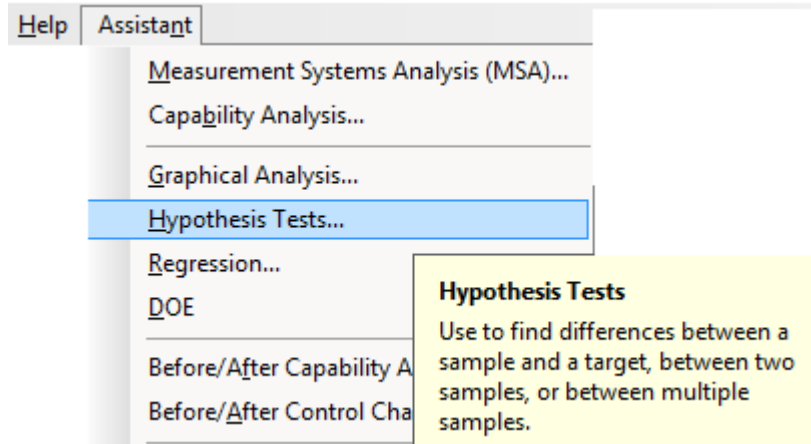 Help Assistant
Measurement Systems Analysis (MSA)...
Capability Analysis...
Graphical Analysis...
Hypothesis Tests...
Regression...
DOE
Before/After Capability A
Before/After Control Cha
Hypothesis Tests
Use to find differences between a
sample and a target, between two
samples, or between multiple
samples.